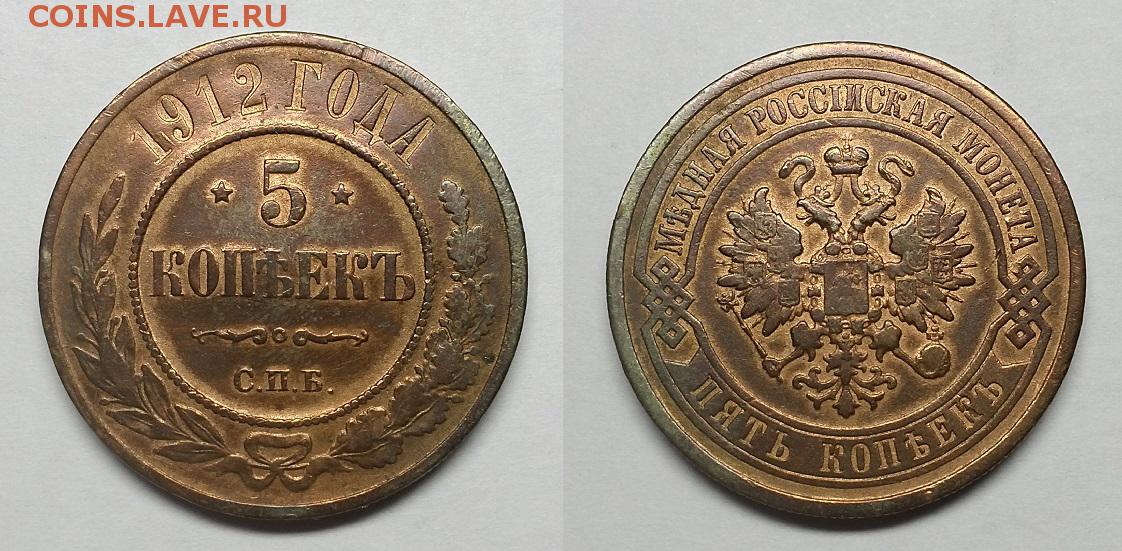 COINS.LAVE.RU
1912 ГОДА
5
КОПѢЕКЪ
С.П.Б.
МѢДНАЯ РОССІЙСКАЯ МОНЕТА
ПЯТЬ КОПѢЕКЪ